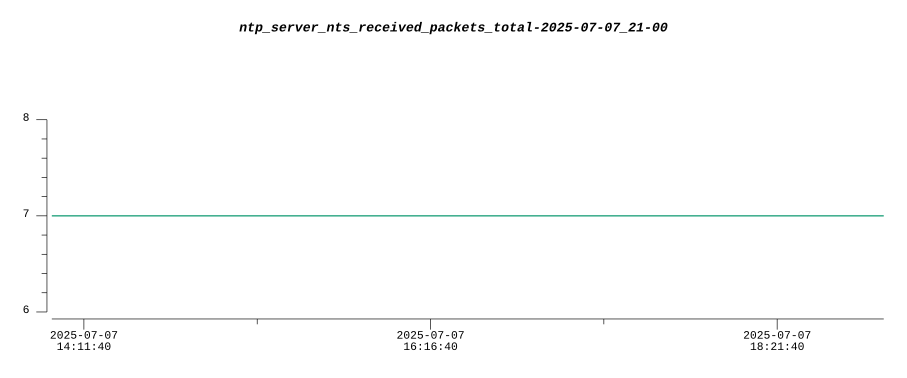 ntp_server_nts_received_packets_total-2025-07-07_21-00
8
7
6
2025-07-07 2025-07-07 2025-07-07
14:11:40 16:16:40 18:21:40